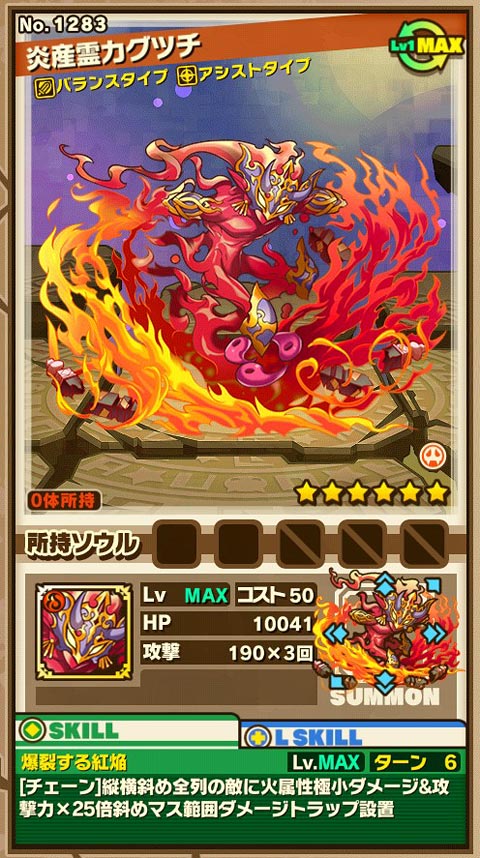 No.1283
炎産霊カグツチ
Lv1 MAX
バランスタイプ アシストタイプ
0体所持
所持ソウル
Lv MAX コスト50
HP 10041
攻撃 190×3回
SUMMON
SKILL
L SKILL
爆裂する紅焔 Lv.MAX ターン 6
[チェーン]縦横斜め全列の敵に火属性極小ダメージ&攻
撃力×25倍斜めマス範囲ダメージトラップ設置